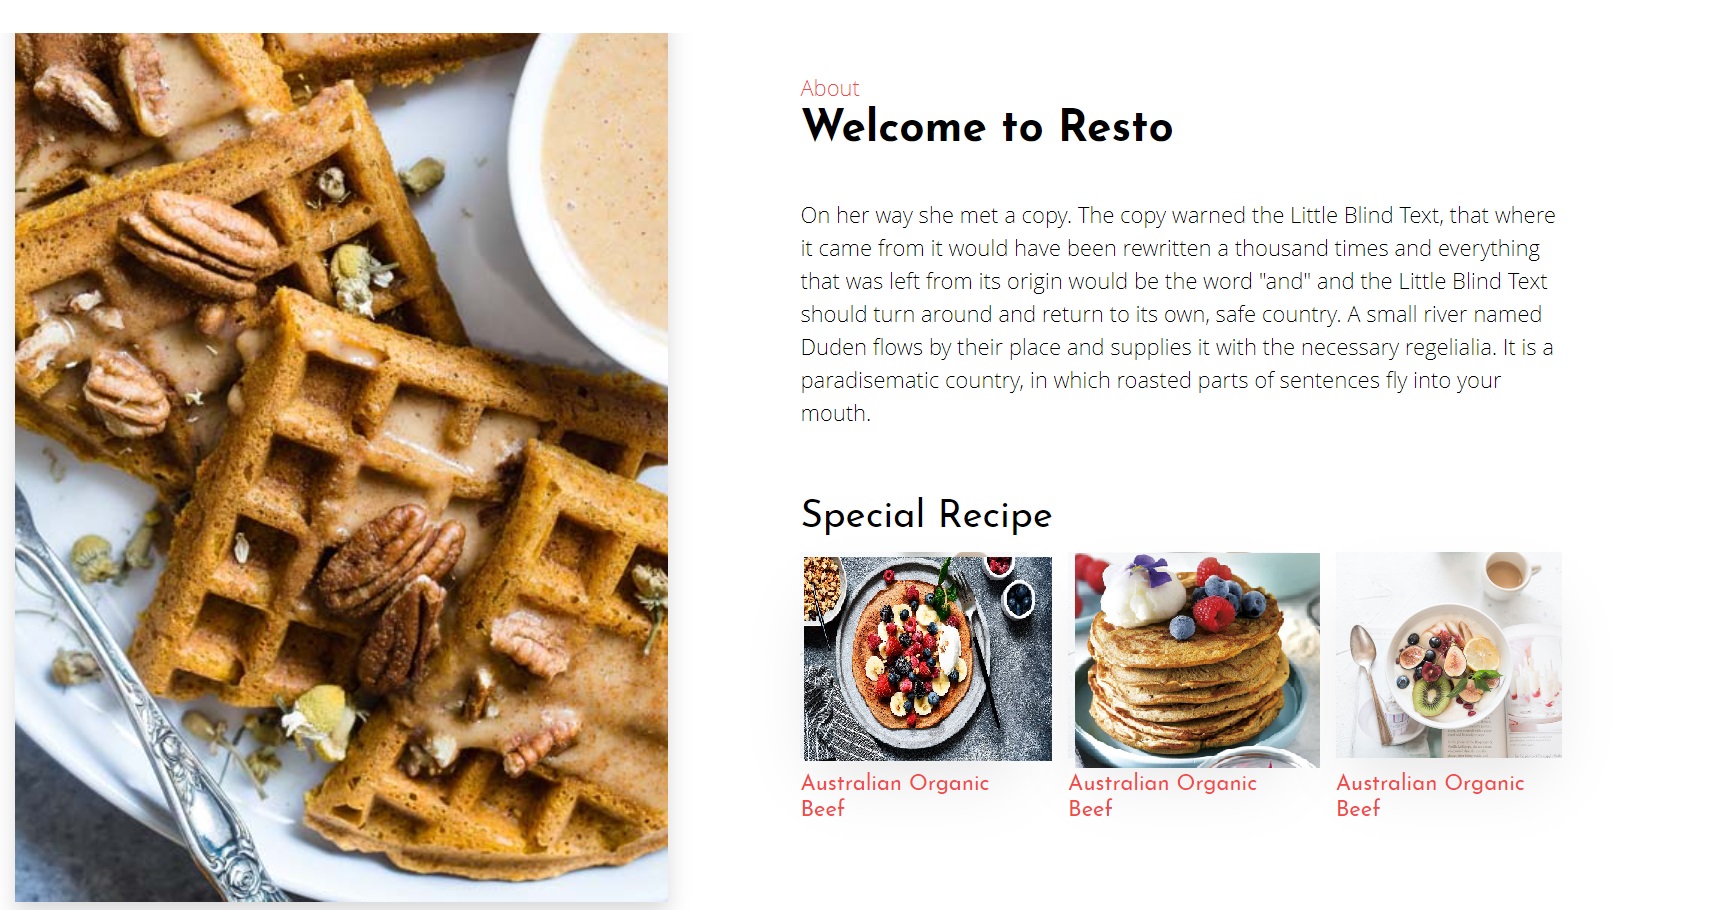 About
Welcome to Resto
On her way she met a copy. The copy warned the Little Blind Text, that where
it came from it would have been rewritten a thousand times and everything
that was left from its origin would be the word "and" and the Little Blind Text
should turn around and return to its own, safe country. A small river named
Duden flows by their place and supplies it with the necessary regelialia. It is a
paradisematic country, in which roasted parts of sentences fly into your
mouth.
Special Recipe
Australian Organic
Beef
Australian Organic
Beef
Australian Organic
Beef